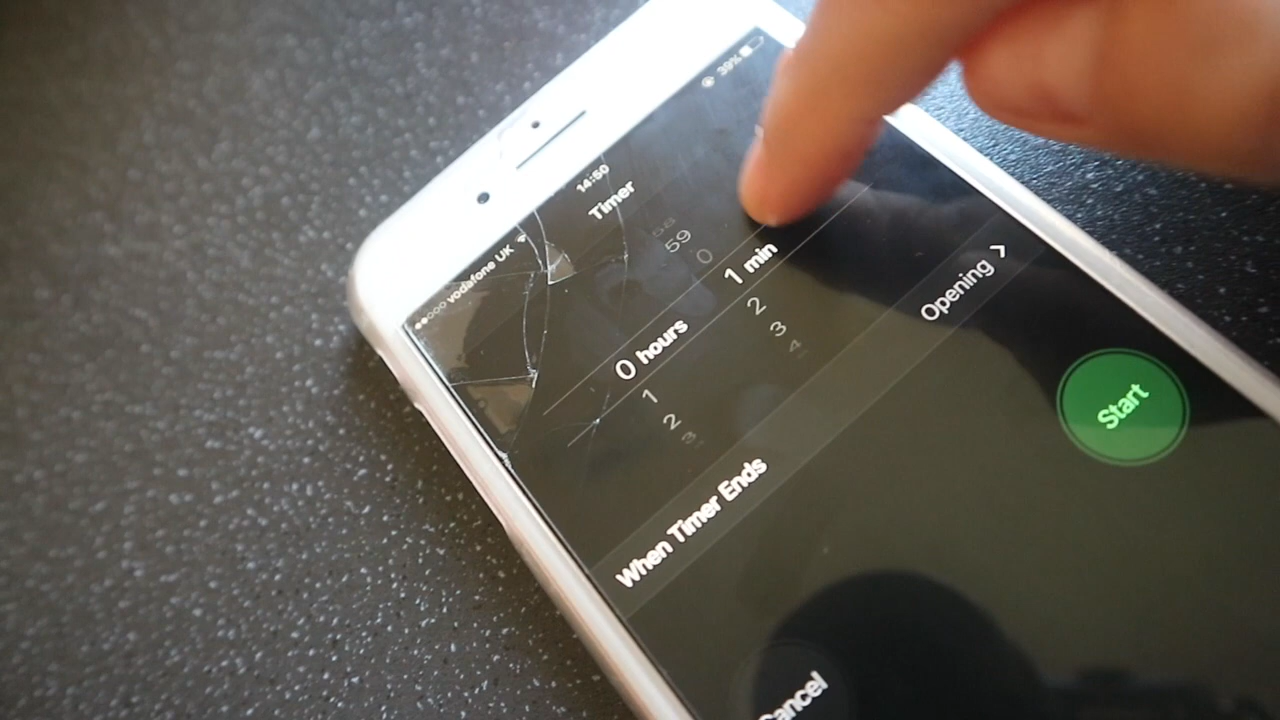 ●●○○○ vodafone UK 14:50 39%
Timer
58
59
0
0 hours 1 min
1 2
2 3
3 4
When Timer Ends Opening >
Cancel Start